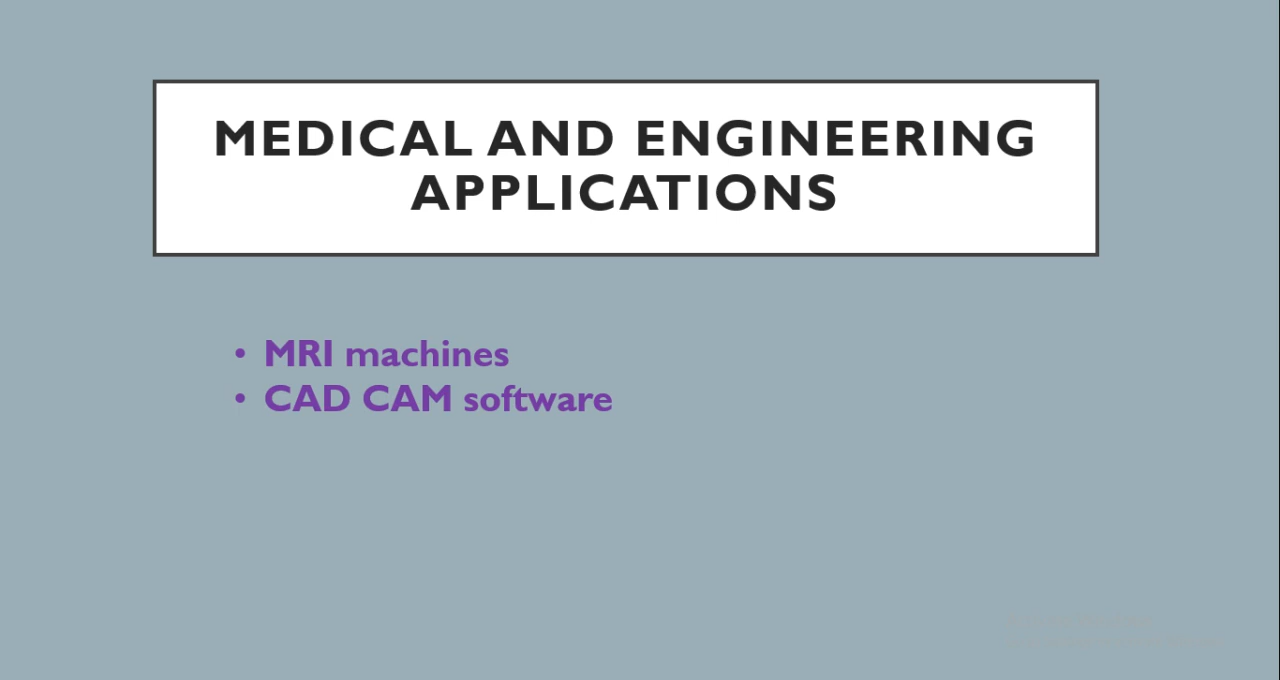 MEDICAL AND ENGINEERING
APPLICATIONS
• MRI machines
• CAD CAM software